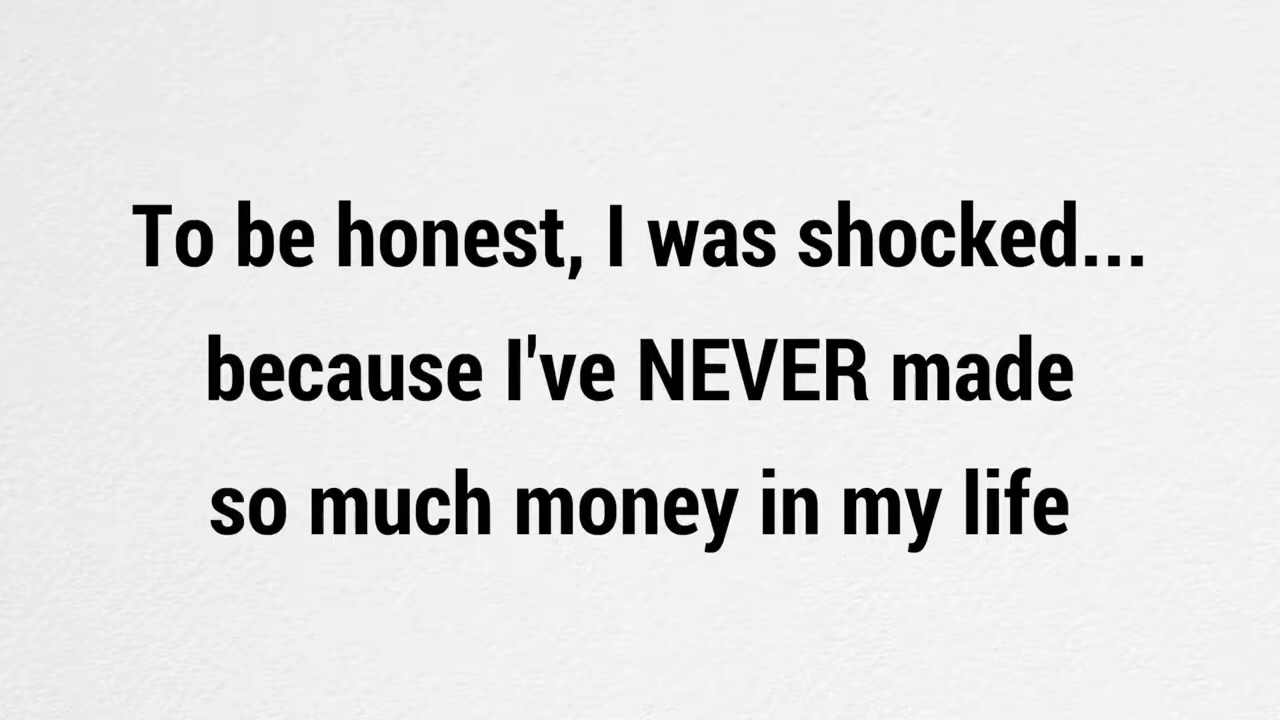 To be honest, I was shocked...
because I've NEVER made
so much money in my life